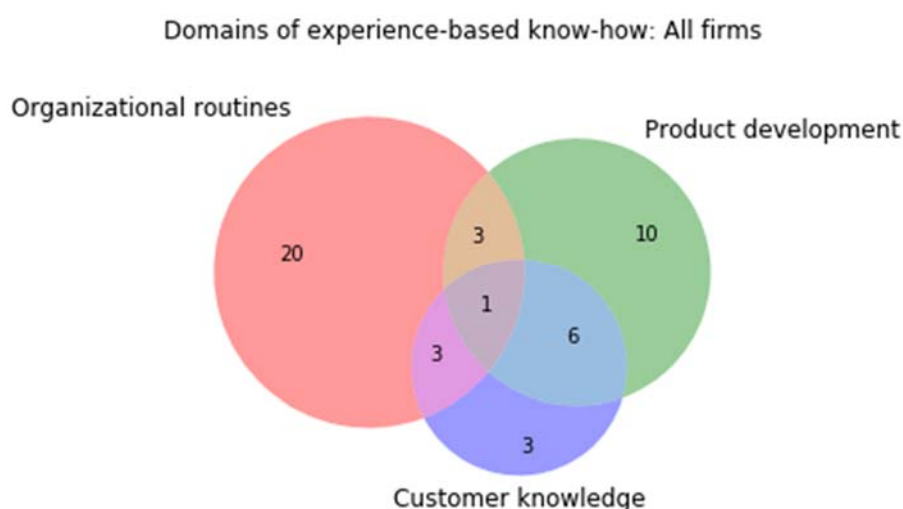 Domains of experience-based know-how: All firms
Organizational routines
Product development
20
3
10
1
3
6
3
Customer knowledge